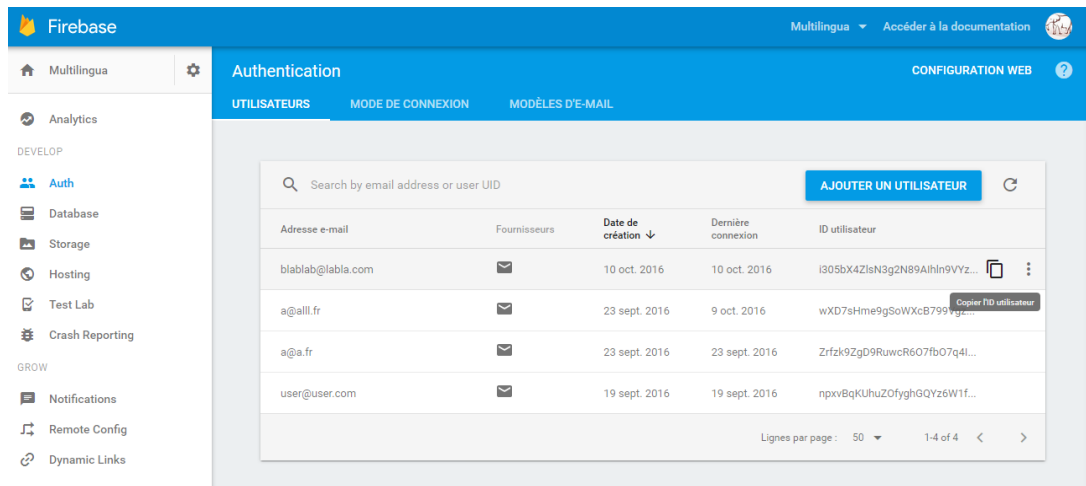 Firebase
Multilingua
Accéder à la documentation
Multilingua
Authentication
CONFIGURATION WEB
?
UTILISATEURS
MODE DE CONNEXION
MODÈLES D'E-MAIL
Analytics
DEVELOP
Auth
Database
Storage
Hosting
Test Lab
Crash Reporting
GROW
Notifications
Remote Config
Dynamic Links
Search by email address or user UID
AJOUTER UN UTILISATEUR
Adresse e-mail
Fournisseurs
Date de
création
Dernière
connexion
ID utilisateur
blablab@labla.com
10 oct. 2016
10 oct. 2016
i305bX4ZlsN3g2N89AIhln9VYz...
Copier l'ID utilisateur
a@alll.fr
23 sept. 2016
9 oct. 2016
a@a.fr
23 sept. 2016
23 sept. 2016
Zrfzk9ZgD9RuwcR6O7fbO7q4I...
user@user.com
19 sept. 2016
19 sept. 2016
npxvBqKUhuZOfyghGQYz6W1f...
Lignes par page :
50
1-4 of 4